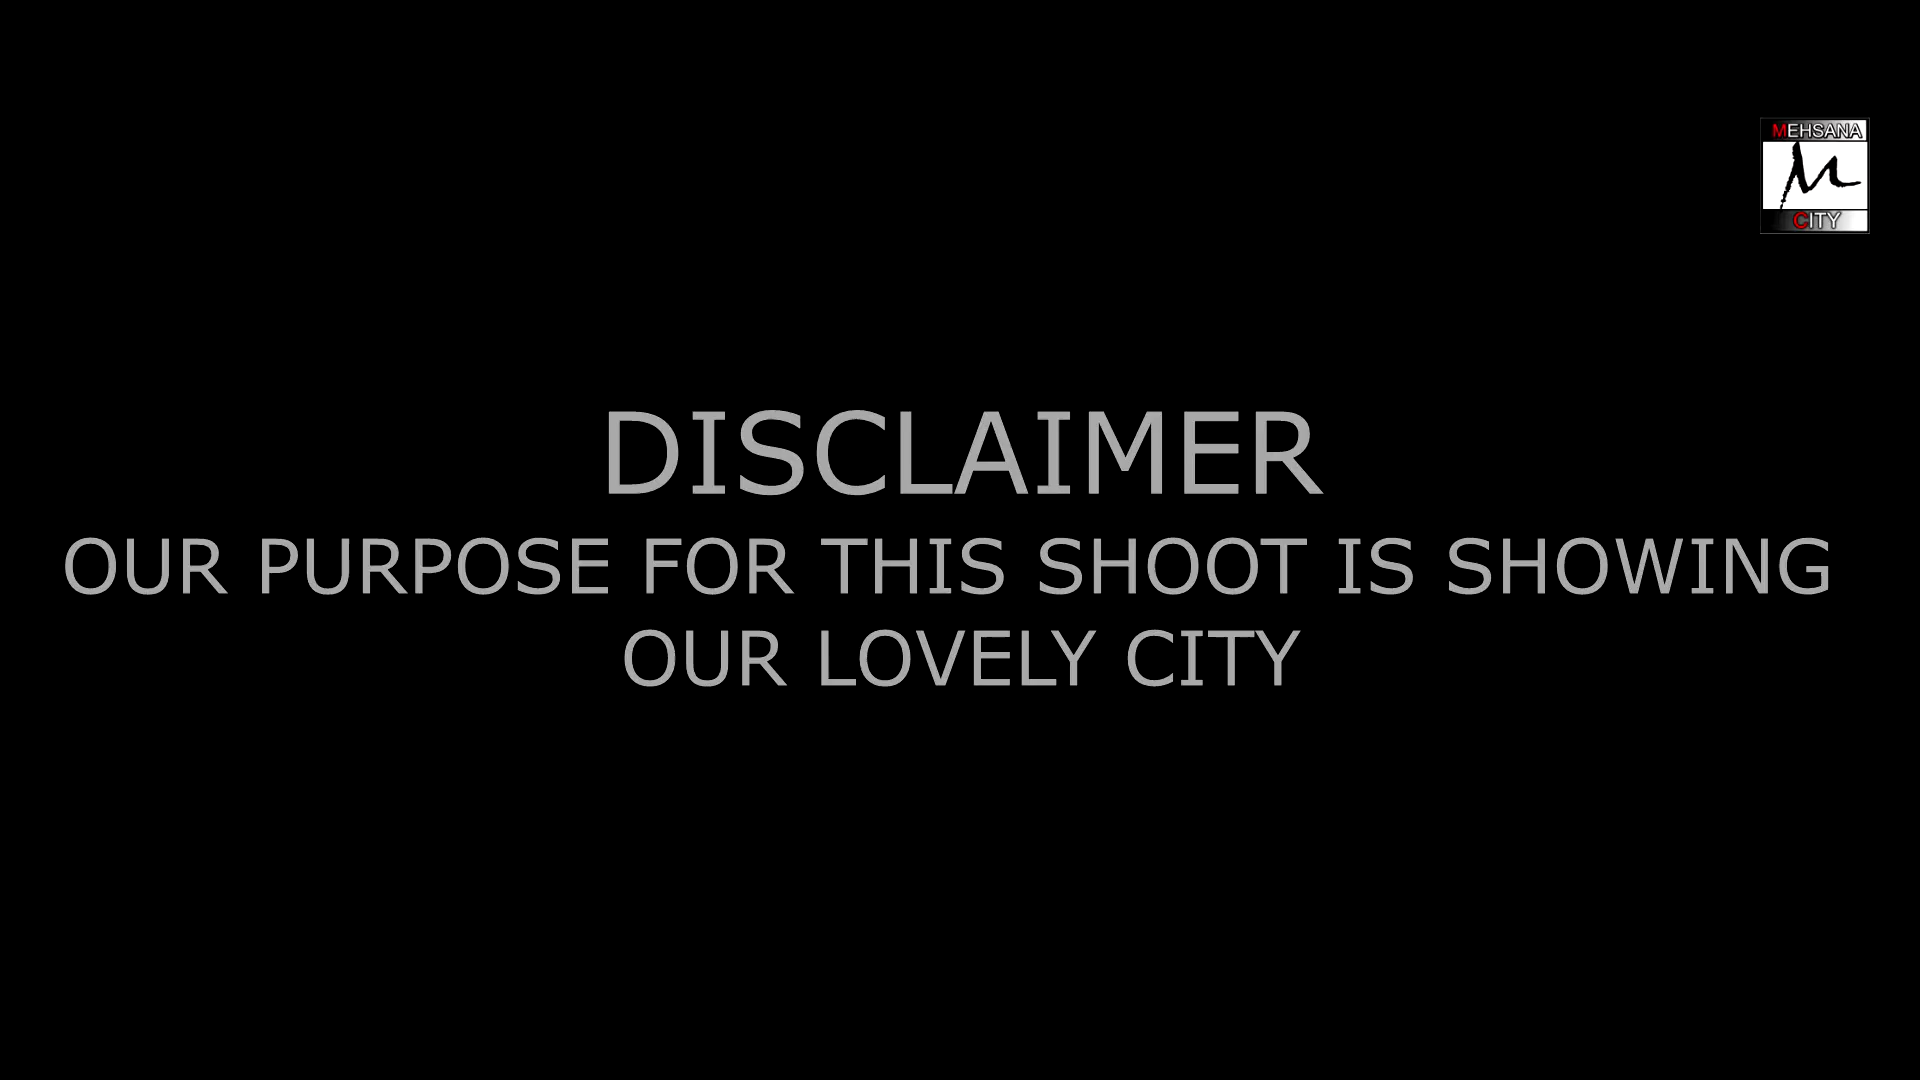 MEHSANA
M
CITY
DISCLAIMER
OUR PURPOSE FOR THIS SHOOT IS SHOWING
OUR LOVELY CITY